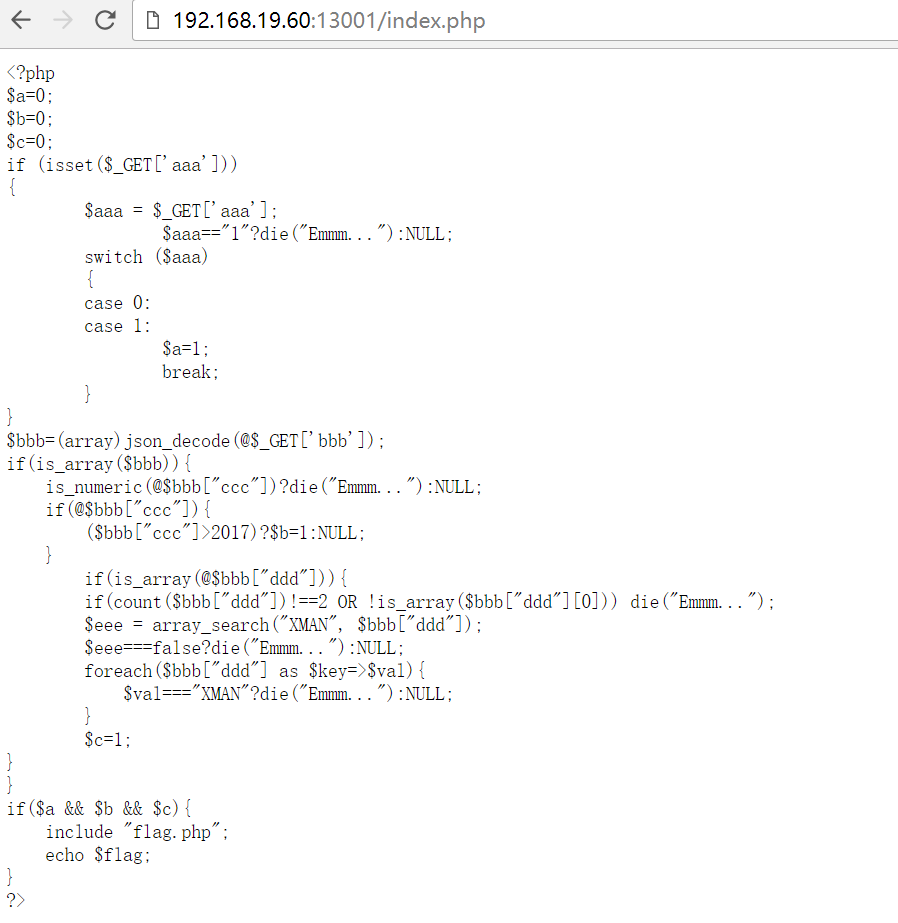 192.168.19.60:13001/index.php
<?php
$a=0;
$b=0;
$c=0;
if (isset($_GET['aaa']))
{
        $aaa = $_GET['aaa'];
                $aaa=="1"?die("Emmm..."):NULL;
        switch ($aaa)
        {
        case 0:
        case 1:
                $a=1;
                break;
        }
}
$bbb=(array)json_decode(@$_GET['bbb']);
if(is_array($bbb)){
    is_numeric(@$bbb["ccc"])?die("Emmm..."):NULL;
    if(@$bbb["ccc"]){
        ($bbb["ccc"]>2017)?$b=1:NULL;
    }
        if(is_array(@$bbb["ddd"])){
        if(count($bbb["ddd"])!==2 OR !is_array($bbb["ddd"][0])) die("Emmm...");
        $eee = array_search("XMAN", $bbb["ddd"]);
        $eee===false?die("Emmm..."):NULL;
        foreach($bbb["ddd"] as $key=>$val){
            $val==="XMAN"?die("Emmm..."):NULL;
        }
        $c=1;
}
}
if($a && $b && $c){
    include "flag.php";
    echo $flag;
}
?>